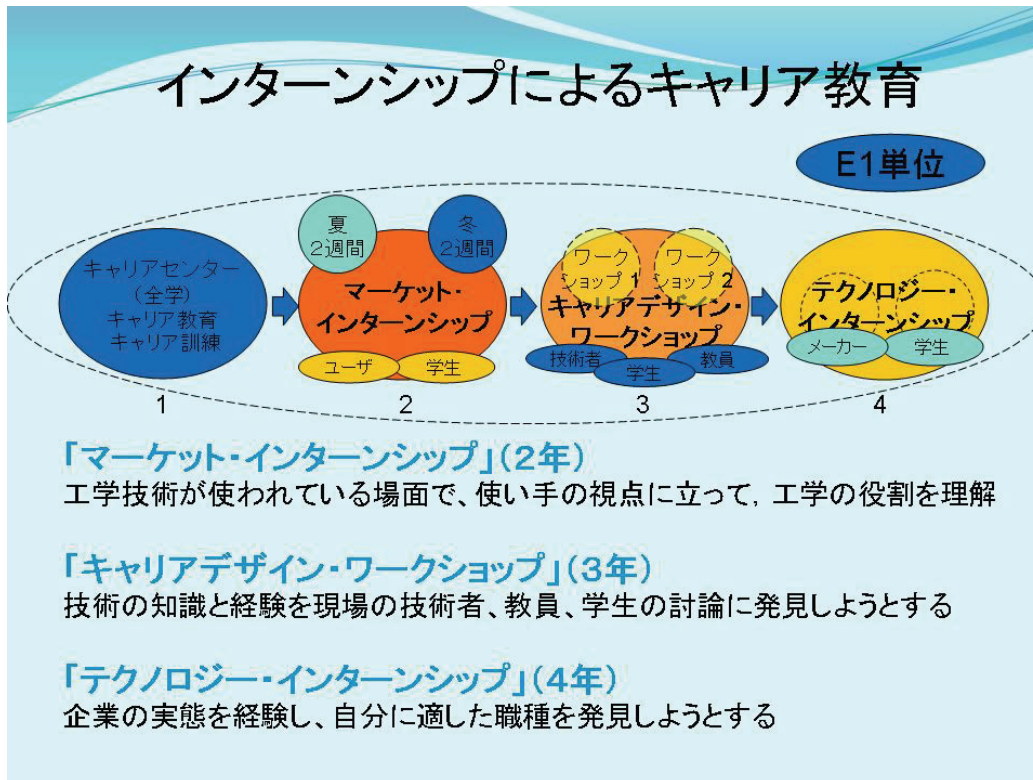 インターンシップによるキャリア教育
E1単位
キャリアセンター
(全学)
キャリア教育
キャリア訓練
1
夏
2週間
冬
2週間
マーケット・
インターンシップ
ユーザ
学生
2
ワーク
ショップ 1
ワーク
ショップ 2
キャリアデザイン・
ワークショップ
技術者
学生
教員
3
テクノロジー・
インターンシップ
メーカー
学生
4
「マーケット・インターンシップ」(2年)
工学技術が使われている場面で、使い手の視点に立って，工学の役割を理解
「キャリアデザイン・ワークショップ」(3年)
技術の知識と経験を現場の技術者、教員、学生の討論に発見しようとする
「テクノロジー・インターンシップ」(4年)
企業の実態を経験し、自分に適した職種を発見しようとする